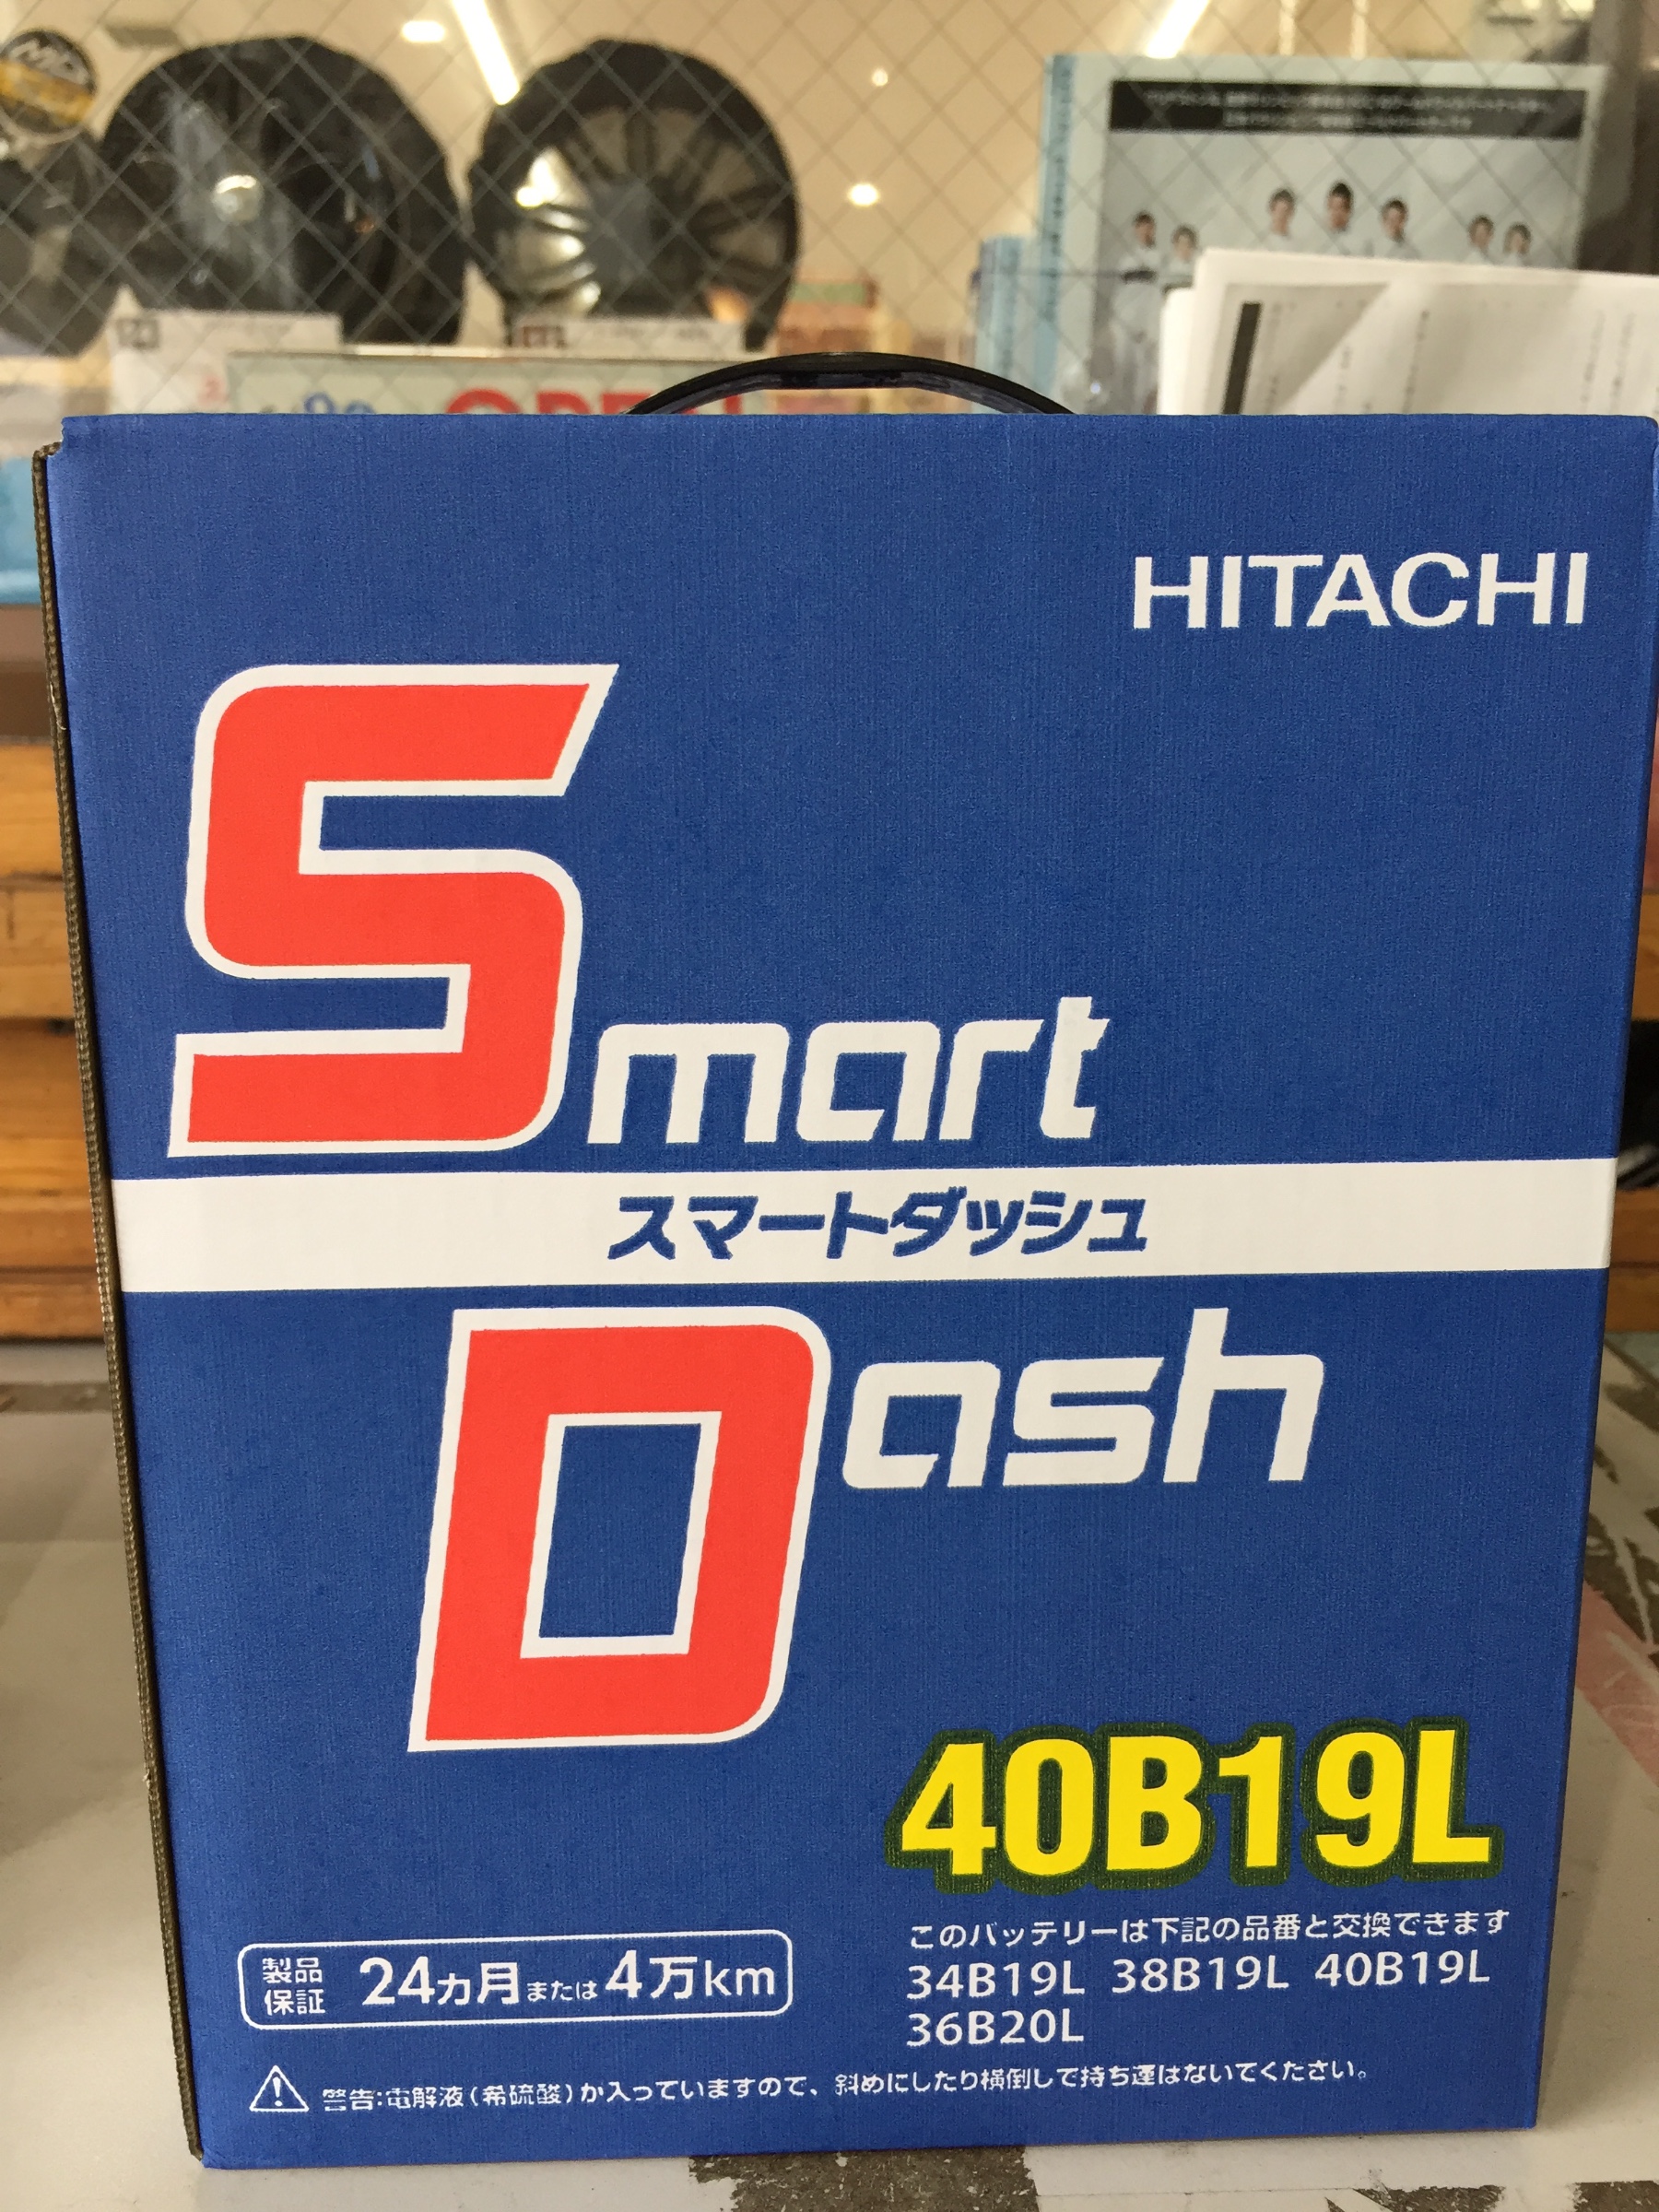 HITACHI
Smart
スマートダッシュ
Dash
40B19L
このバッテリーは下記の品番と交換できます
34B19L 38B19L 40B19L
36B20L
製品保証 24カ月または4万km
警告:電解液(希硫酸)が入っていますので、斜めにしたり横倒しで持ち運ばないでください。